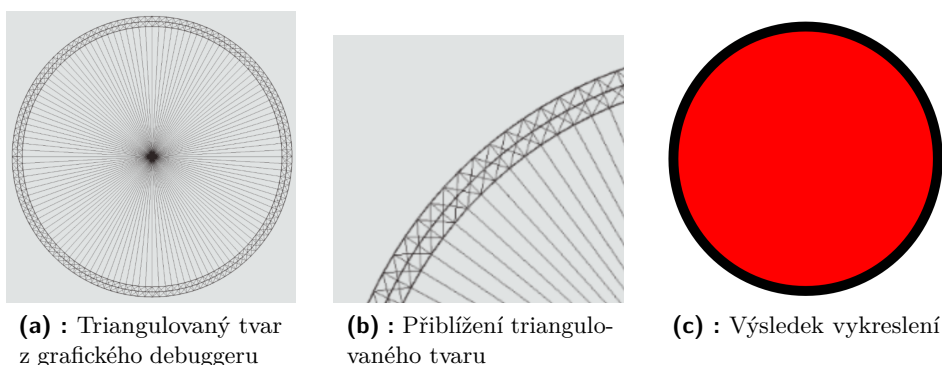 (a) : Triangulovaný tvar
z grafického debuggeru
(b) : Přiblížení triangulo-
vaného tvaru
(c) : Výsledek vykreslení